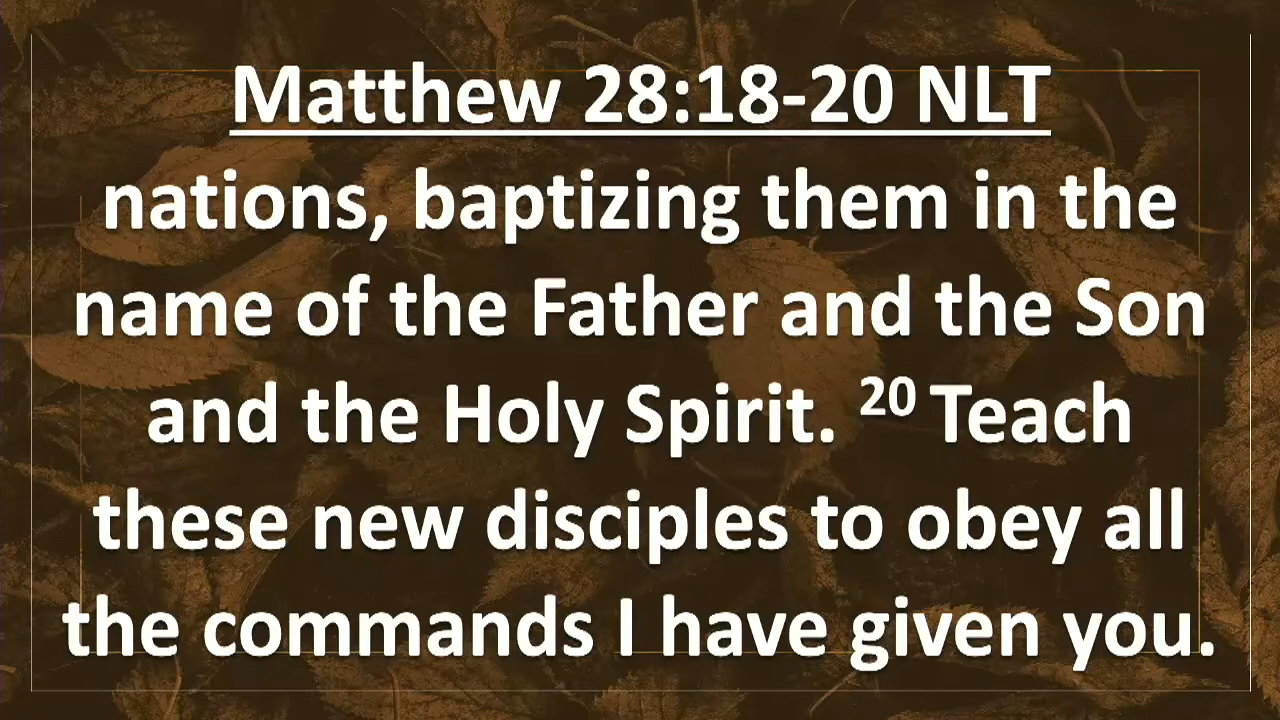 Matthew 28:18-20 NLT
nations, baptizing them in the
name of the Father and the Son
and the Holy Spirit. 20 Teach
these new disciples to obey all
the commands I have given you.